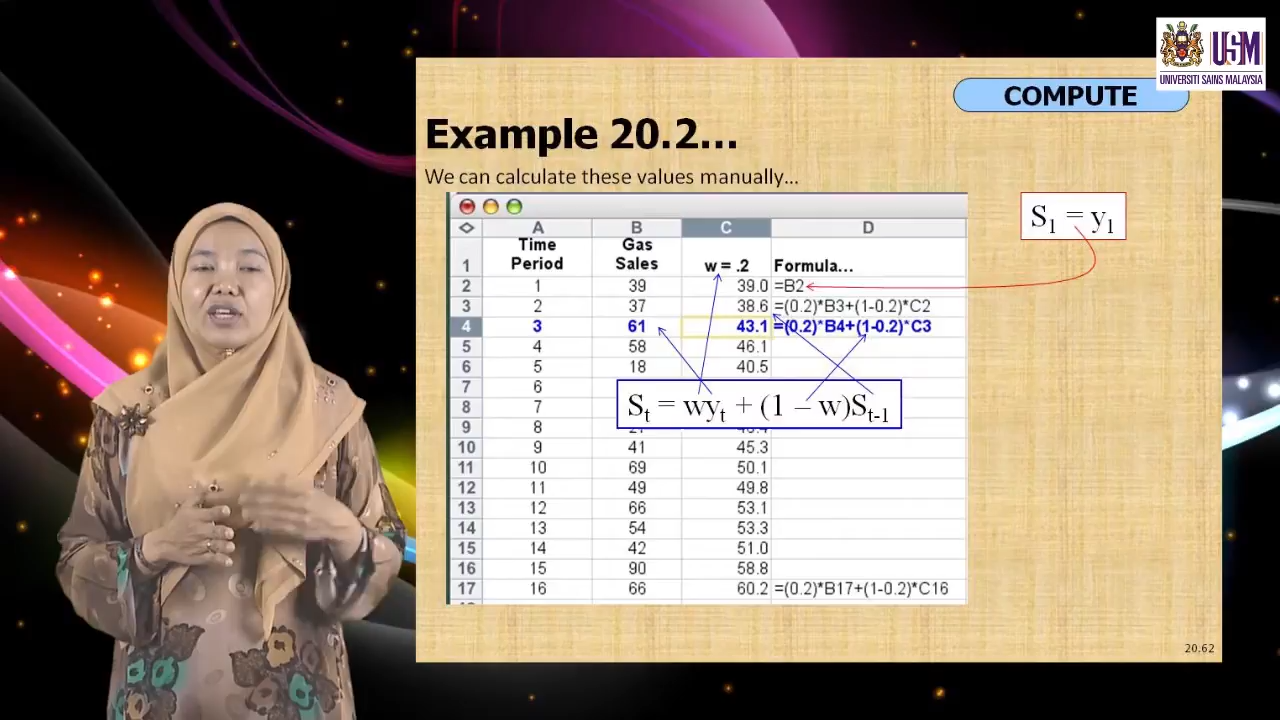 USM
UNIVERSITI SAINS MALAYSIA
COMPUTE
Example 20.2...
We can calculate these values manually...
S1 = y1
A B C D
1 Time Period Gas Sales w = .2 Formula...
2 1 39 39.0 =B2
3 2 37 38.6 =(0.2)*B3+(1-0.2)*C2
4 3 61 43.1 =(0.2)*B4+(1-0.2)*C3
5 4 58 46.1
6 5 18 40.5
7 6
St = wyt + (1 – w)St-1
8 7
9 8
10 9 41 45.3
11 10 69 50.1
12 11 49 49.8
13 12 66 53.1
14 13 54 53.3
15 14 42 51.0
16 15 90 58.8
17 16 66 60.2 =(0.2)*B17+(1-0.2)*C16
20.62